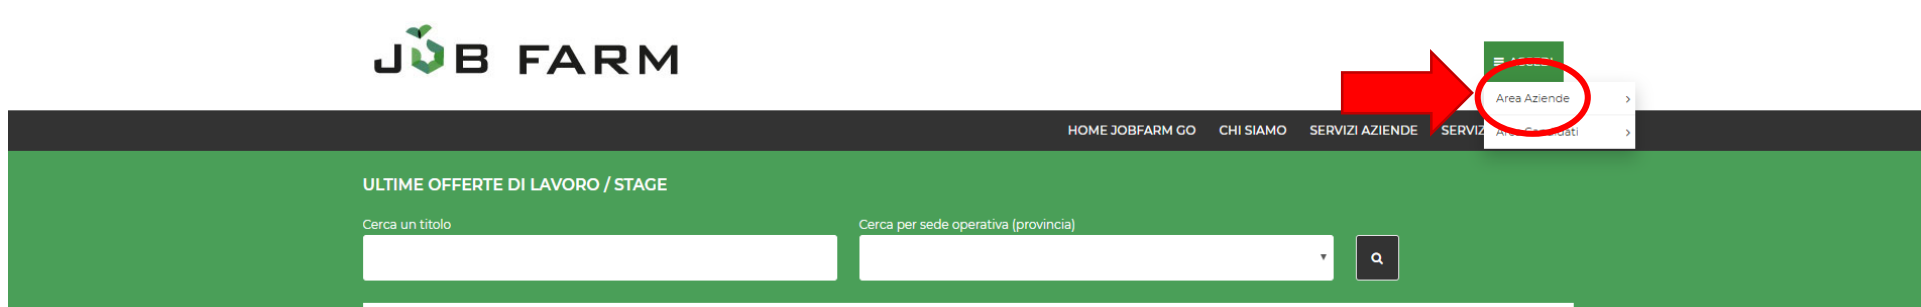 JOB FARM
Area Aziende
HOME JOBFARM GO CHI SIAMO SERVIZI AZIENDE
ULTIME OFFERTE DI LAVORO / STAGE
Cerca un titolo
Cerca per sede operativa (provincia)